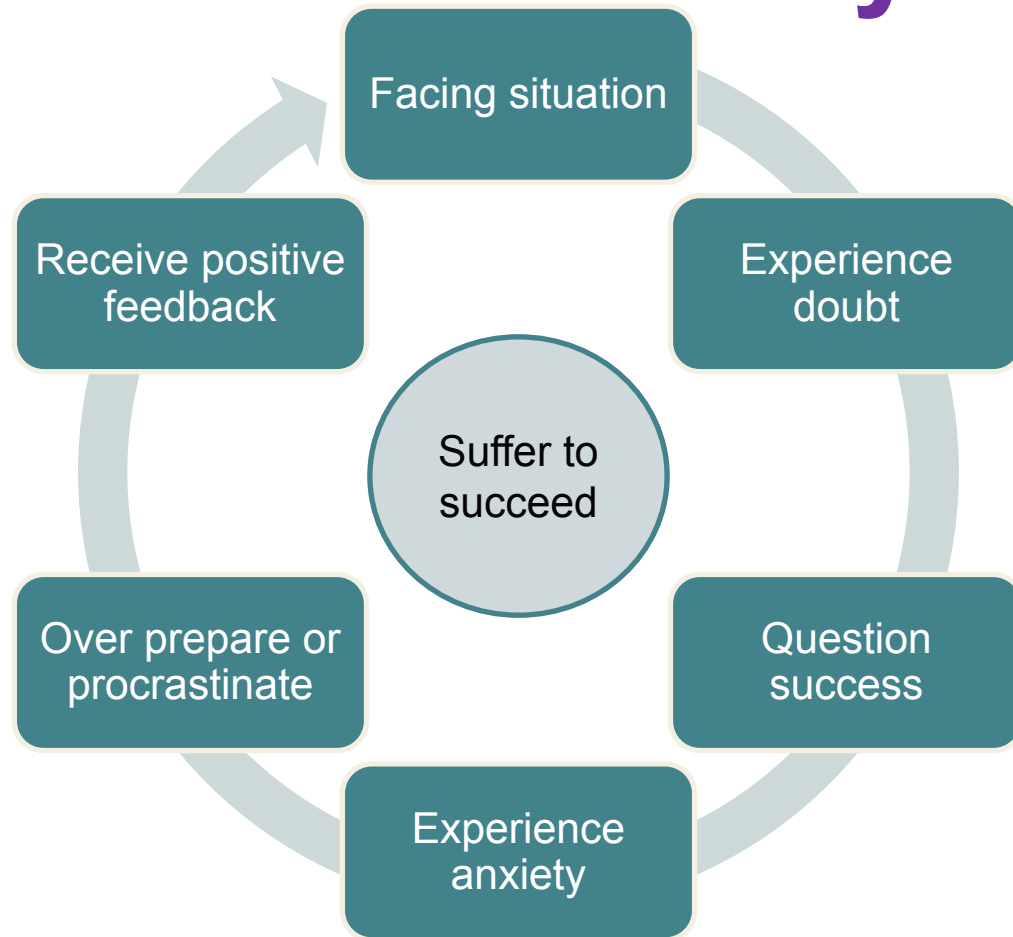 Facing situation
Experience
doubt
Question
success
Experience
anxiety
Over prepare or
procrastinate
Receive positive
feedback
Suffer to
succeed